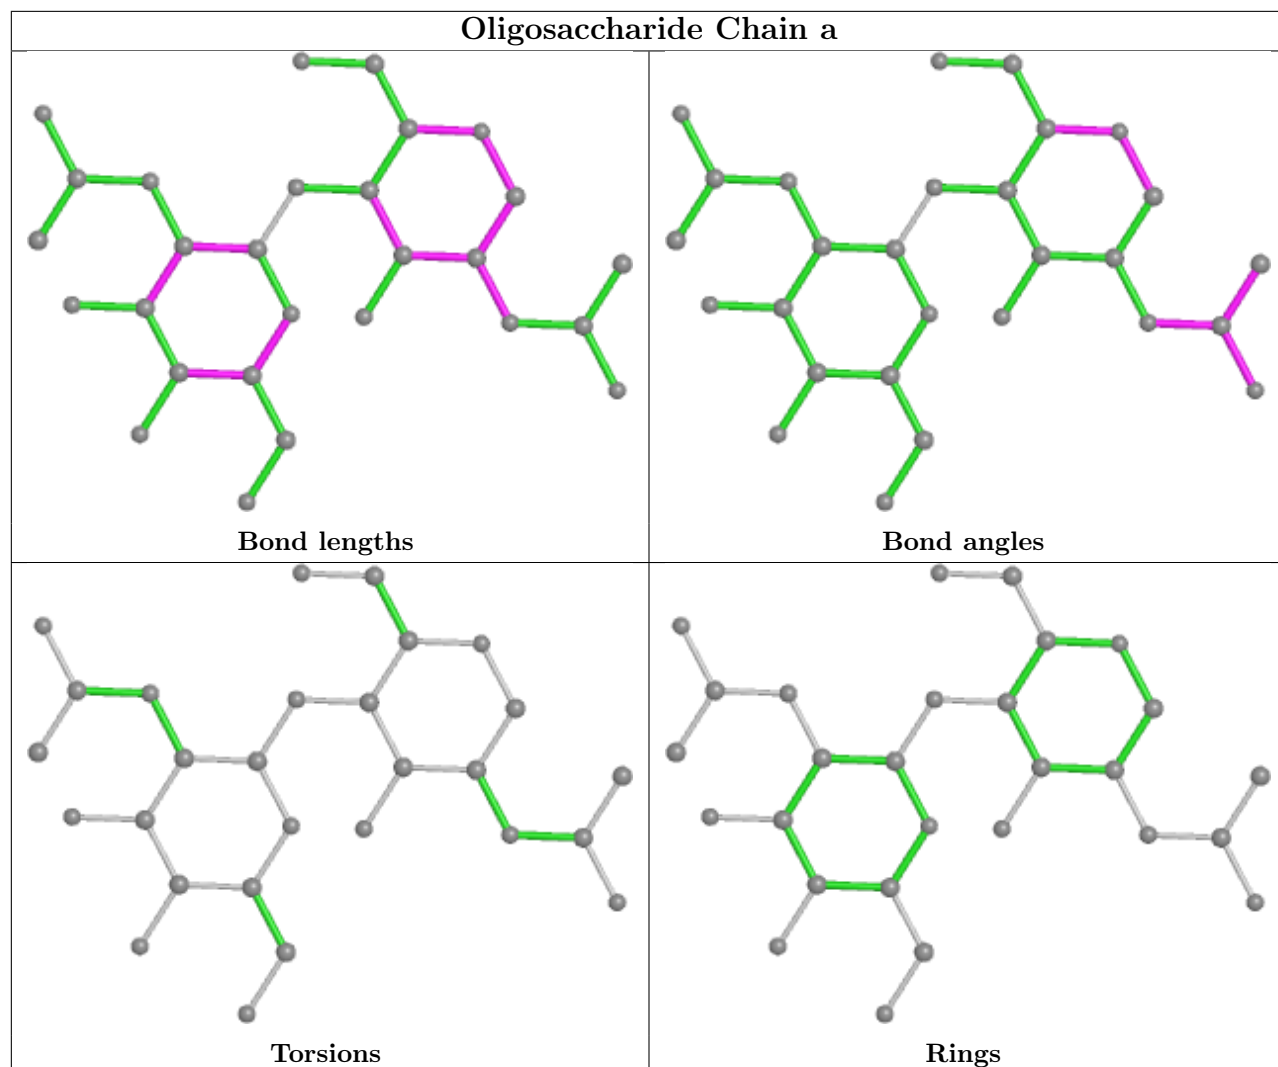 Oligosaccharide Chain a
Bond lengths
Bond angles
Torsions
Rings